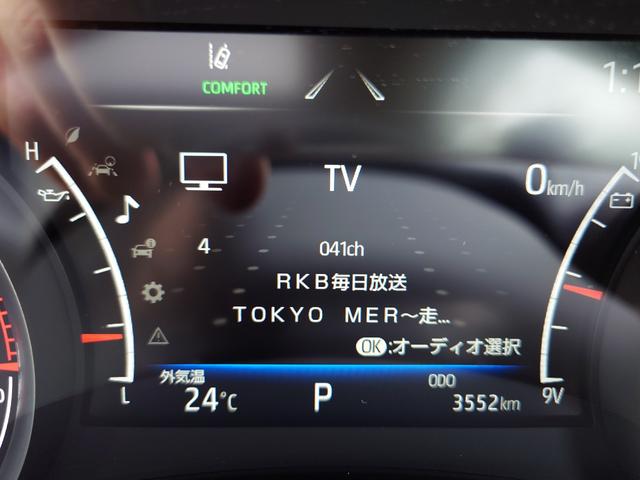 COMFORT
H
TV
0km/h
4
041ch
RKB毎日放送
TOKYO MER～走…
OK:オーディオ選択
外気温
24℃
P
ODO
3552km
L
9V